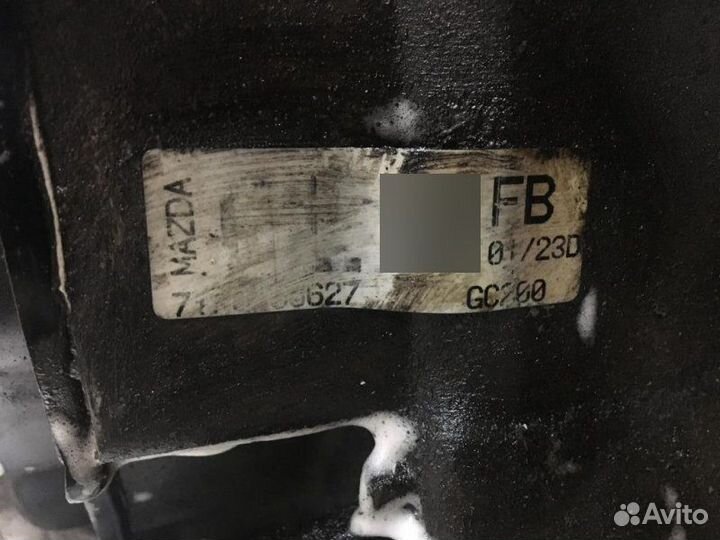 MAZDA
FB
01/23D
GC200
Avito